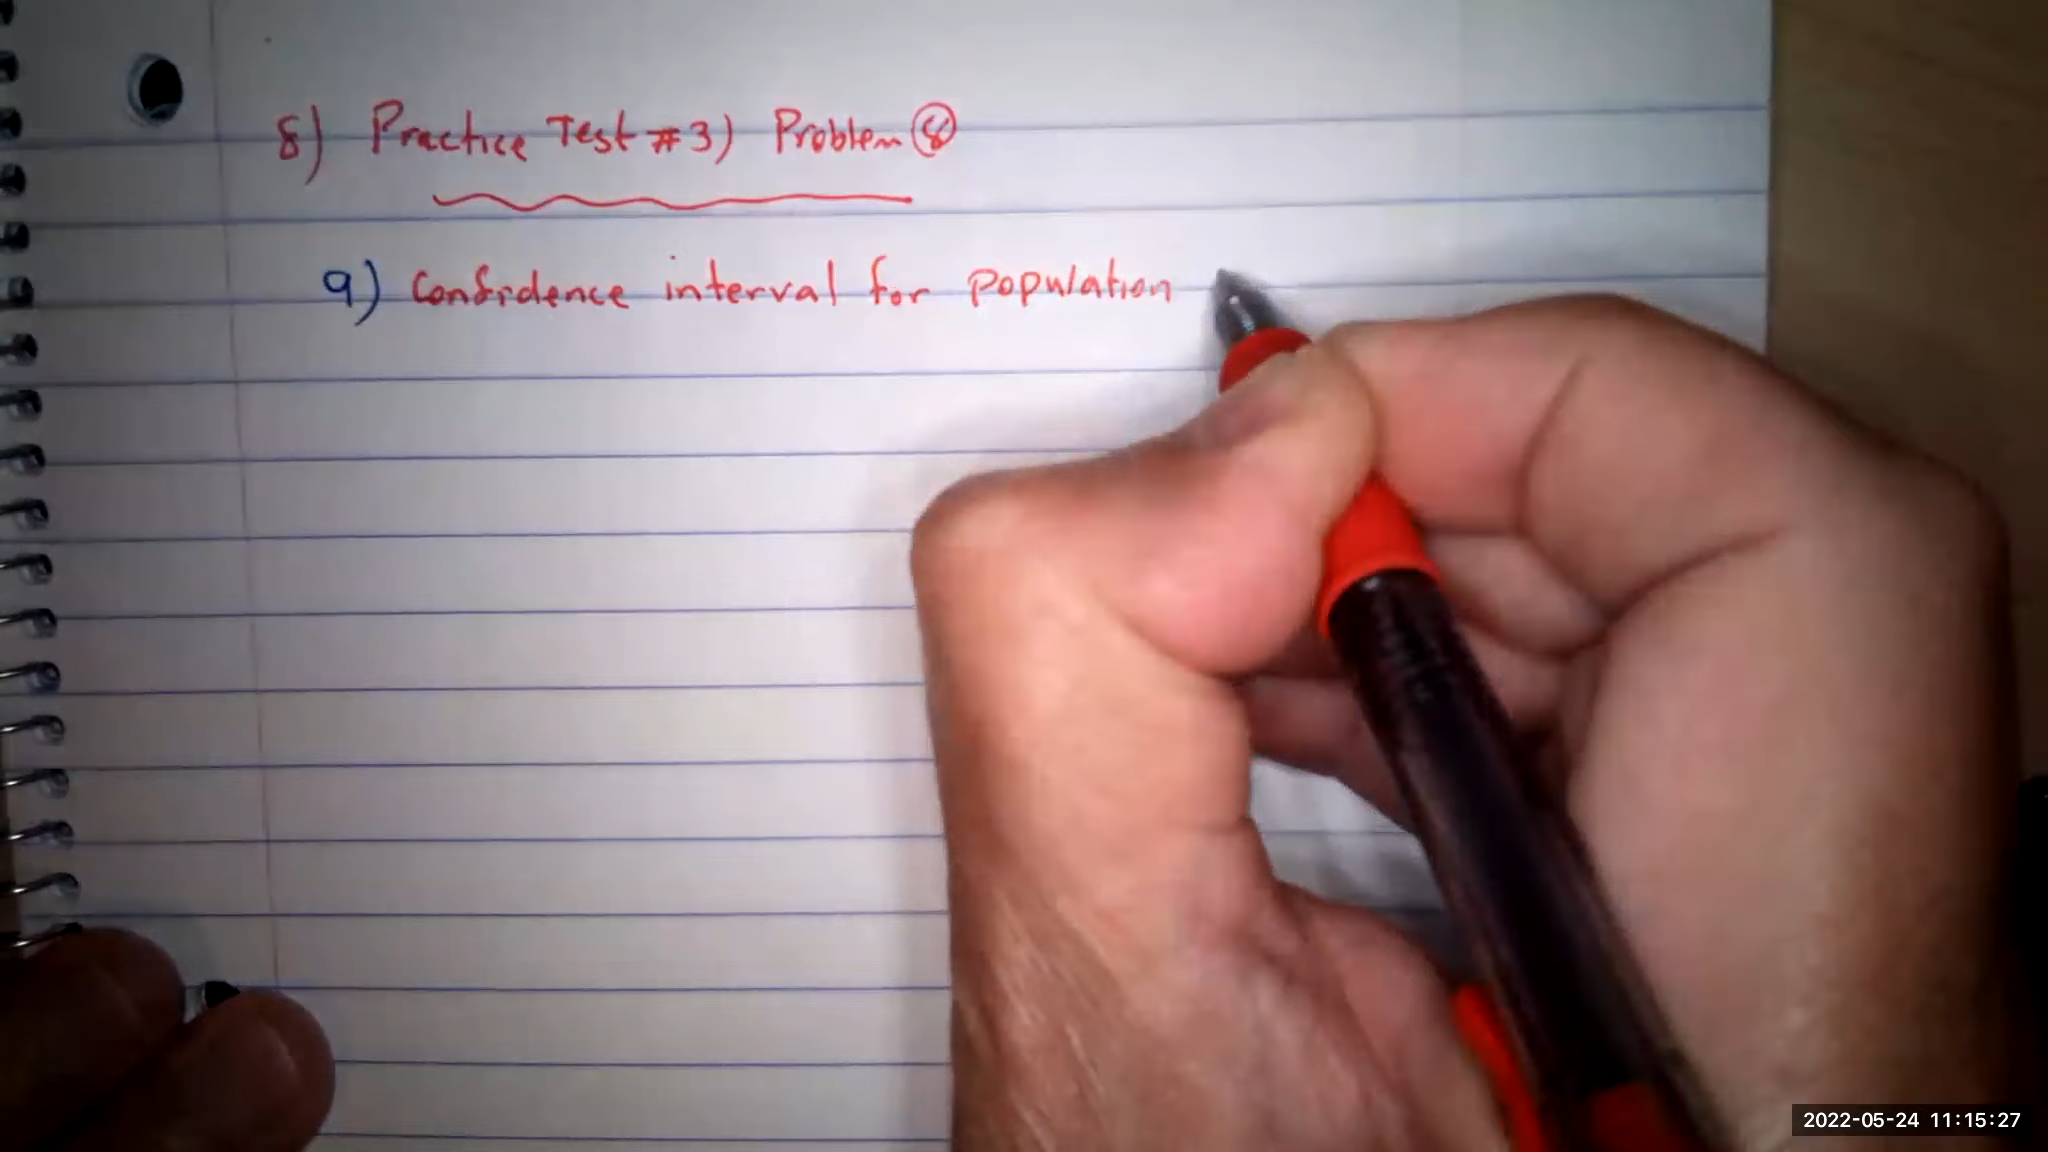 8) Practice Test #3) Problem ⑧
9) Confidence interval for population
2022-05-24 11:15:27